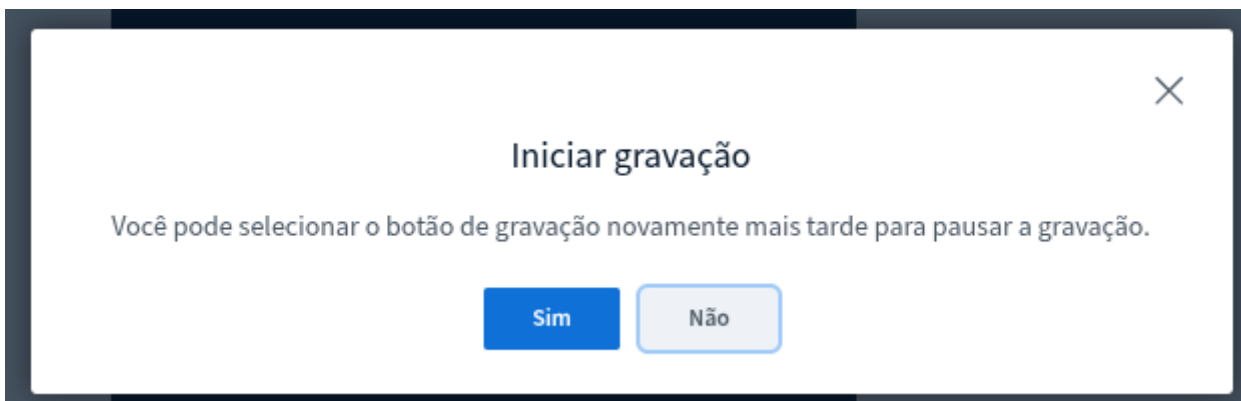 Iniciar gravação
Você pode selecionar o botão de gravação novamente mais tarde para pausar a gravação.
Sim
Não